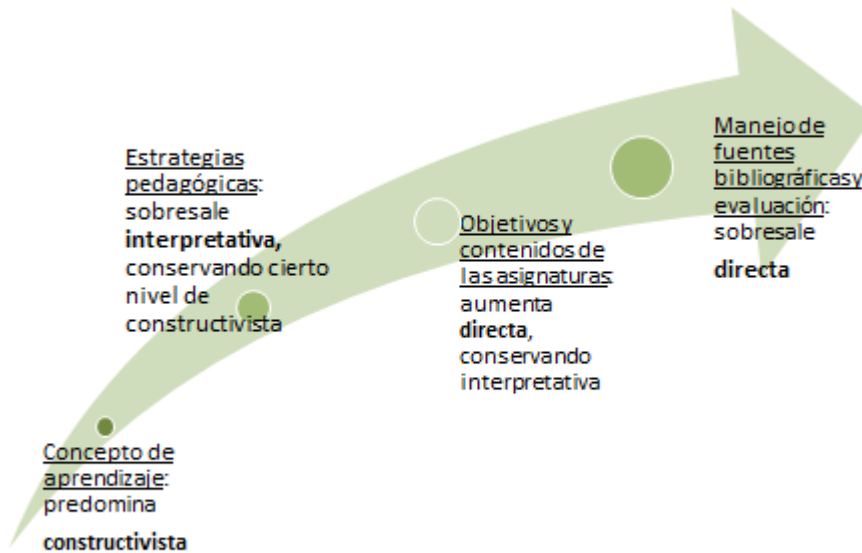 Concepto de
aprendizaje:
predomina
constructivista
Estrategias
pedagógicas:
sobresale
interpretativa,
conservando cierto
nivel de
constructivista
Objetivos y
contenidos de
las asignaturas:
aumenta
directa,
conservando
interpretativa
Manejo de
fuentes
bibliográficas y
evaluación:
sobresale
directa